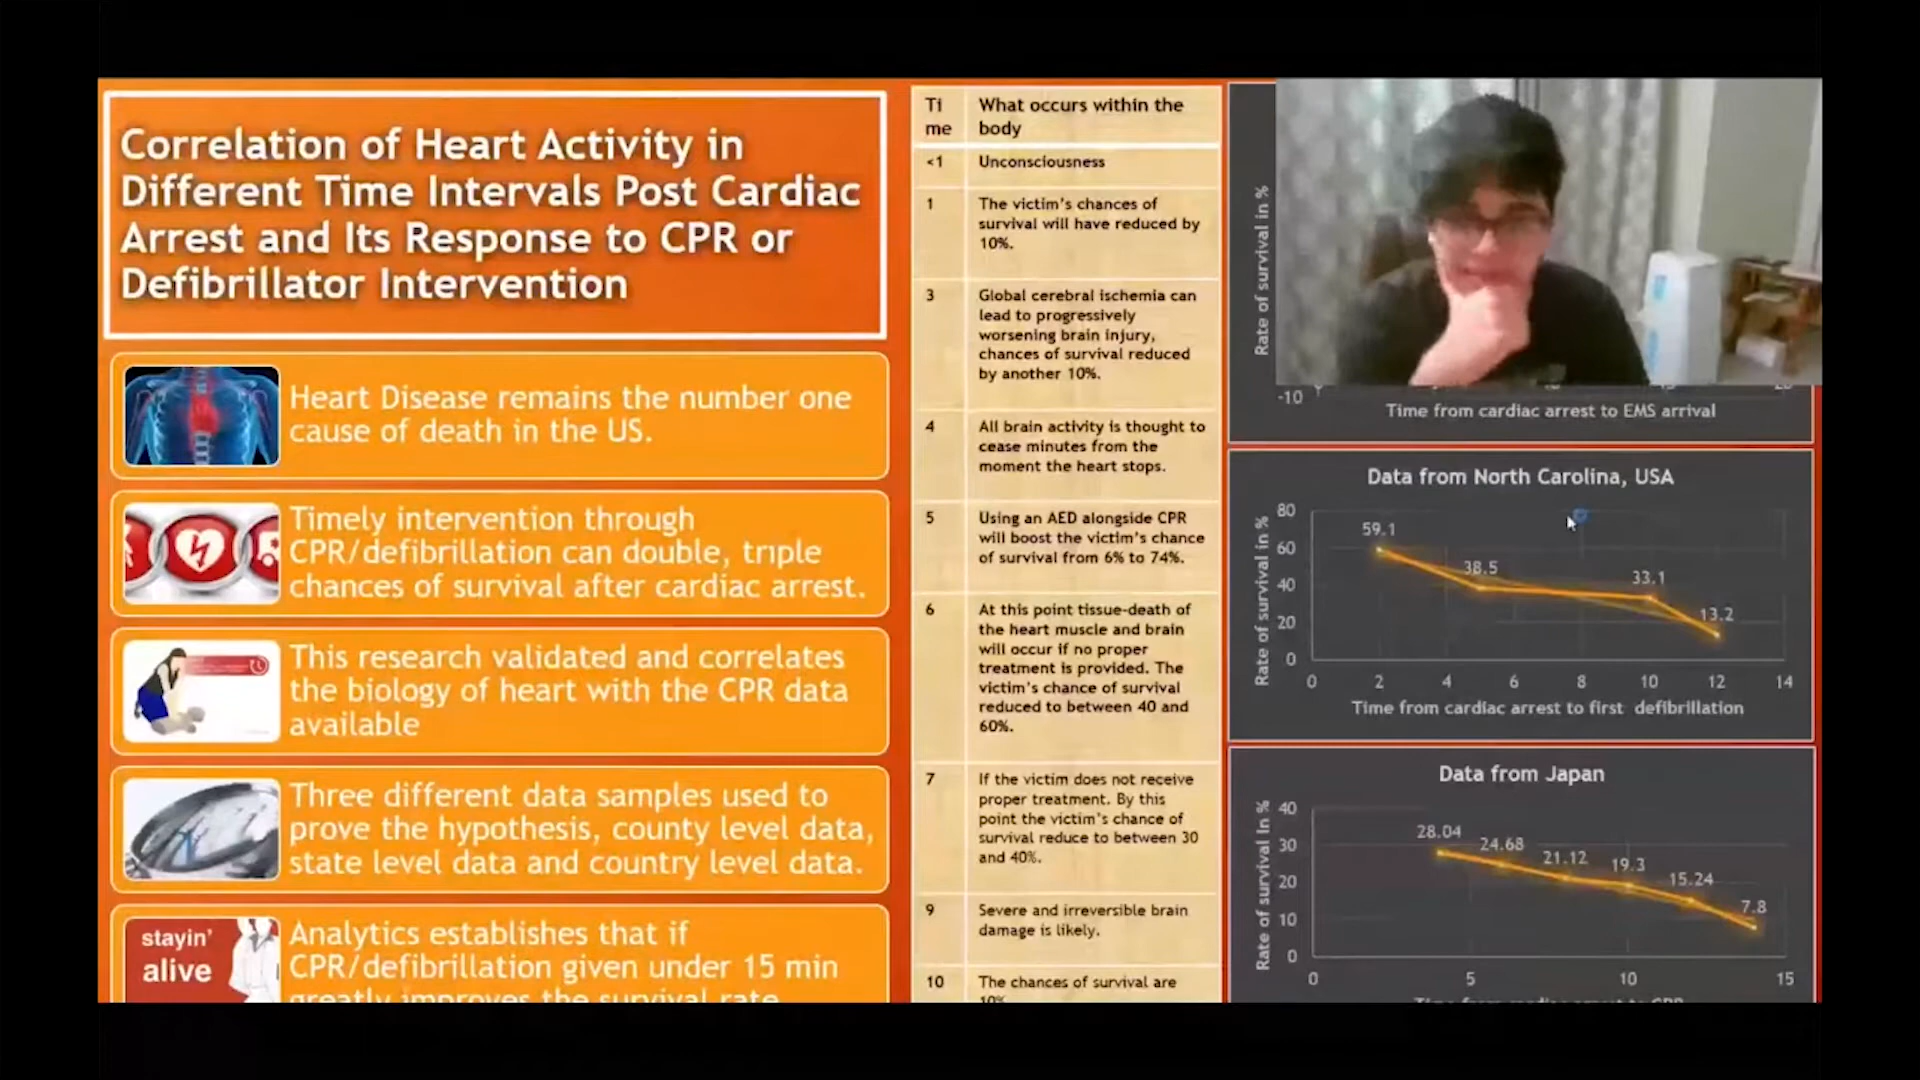 Correlation of Heart Activity in
Different Time Intervals Post Cardiac
Arrest and Its Response to CPR or
Defibrillator Intervention
Heart Disease remains the number one
cause of death in the US.
Timely intervention through
CPR/defibrillation can double, triple
chances of survival after cardiac arrest.
This research validated and correlates
the biology of heart with the CPR data
available
Three different data samples used to
prove the hypothesis, county level data,
state level data and country level data.
stayin'
alive
Analytics establishes that if
CPR/defibrillation given under 15 min
greatly improves the survival rate
Ti
me
What occurs within the
body
<1 Unconsciousness
1 The victim's chances of
survival will have reduced by
10%.
3 Global cerebral ischemia can
lead to progressively
worsening brain injury,
chances of survival reduced
by another 10%.
4 All brain activity is thought to
cease minutes from the
moment the heart stops.
5 Using an AED alongside CPR
will boost the victim's chance
of survival from 6% to 74%.
6 At this point tissue-death of
the heart muscle and brain
will occur if no proper
treatment is provided. The
victim's chance of survival
reduced to between 40 and
60%.
7 If the victim does not receive
proper treatment. By this
point the victim's chance of
survival reduce to between 30
and 40%.
9 Severe and irreversible brain
damage is likely.
10 The chances of survival are
10%
Rate of survival in %
-10
Time from cardiac arrest to EMS arrival
Data from North Carolina, USA
Rate of survival in %
80
60
40
20
0
59.1
38.5
33.1
13.2
0 2 4 6 8 10 12 14
Time from cardiac arrest to first defibrillation
Data from Japan
Rate of survival in %
40
30
20
10
0
28.04
24.68
21.12
19.3
15.24
7.8
0 5 10 15
Time from cardiac arrest to CPR